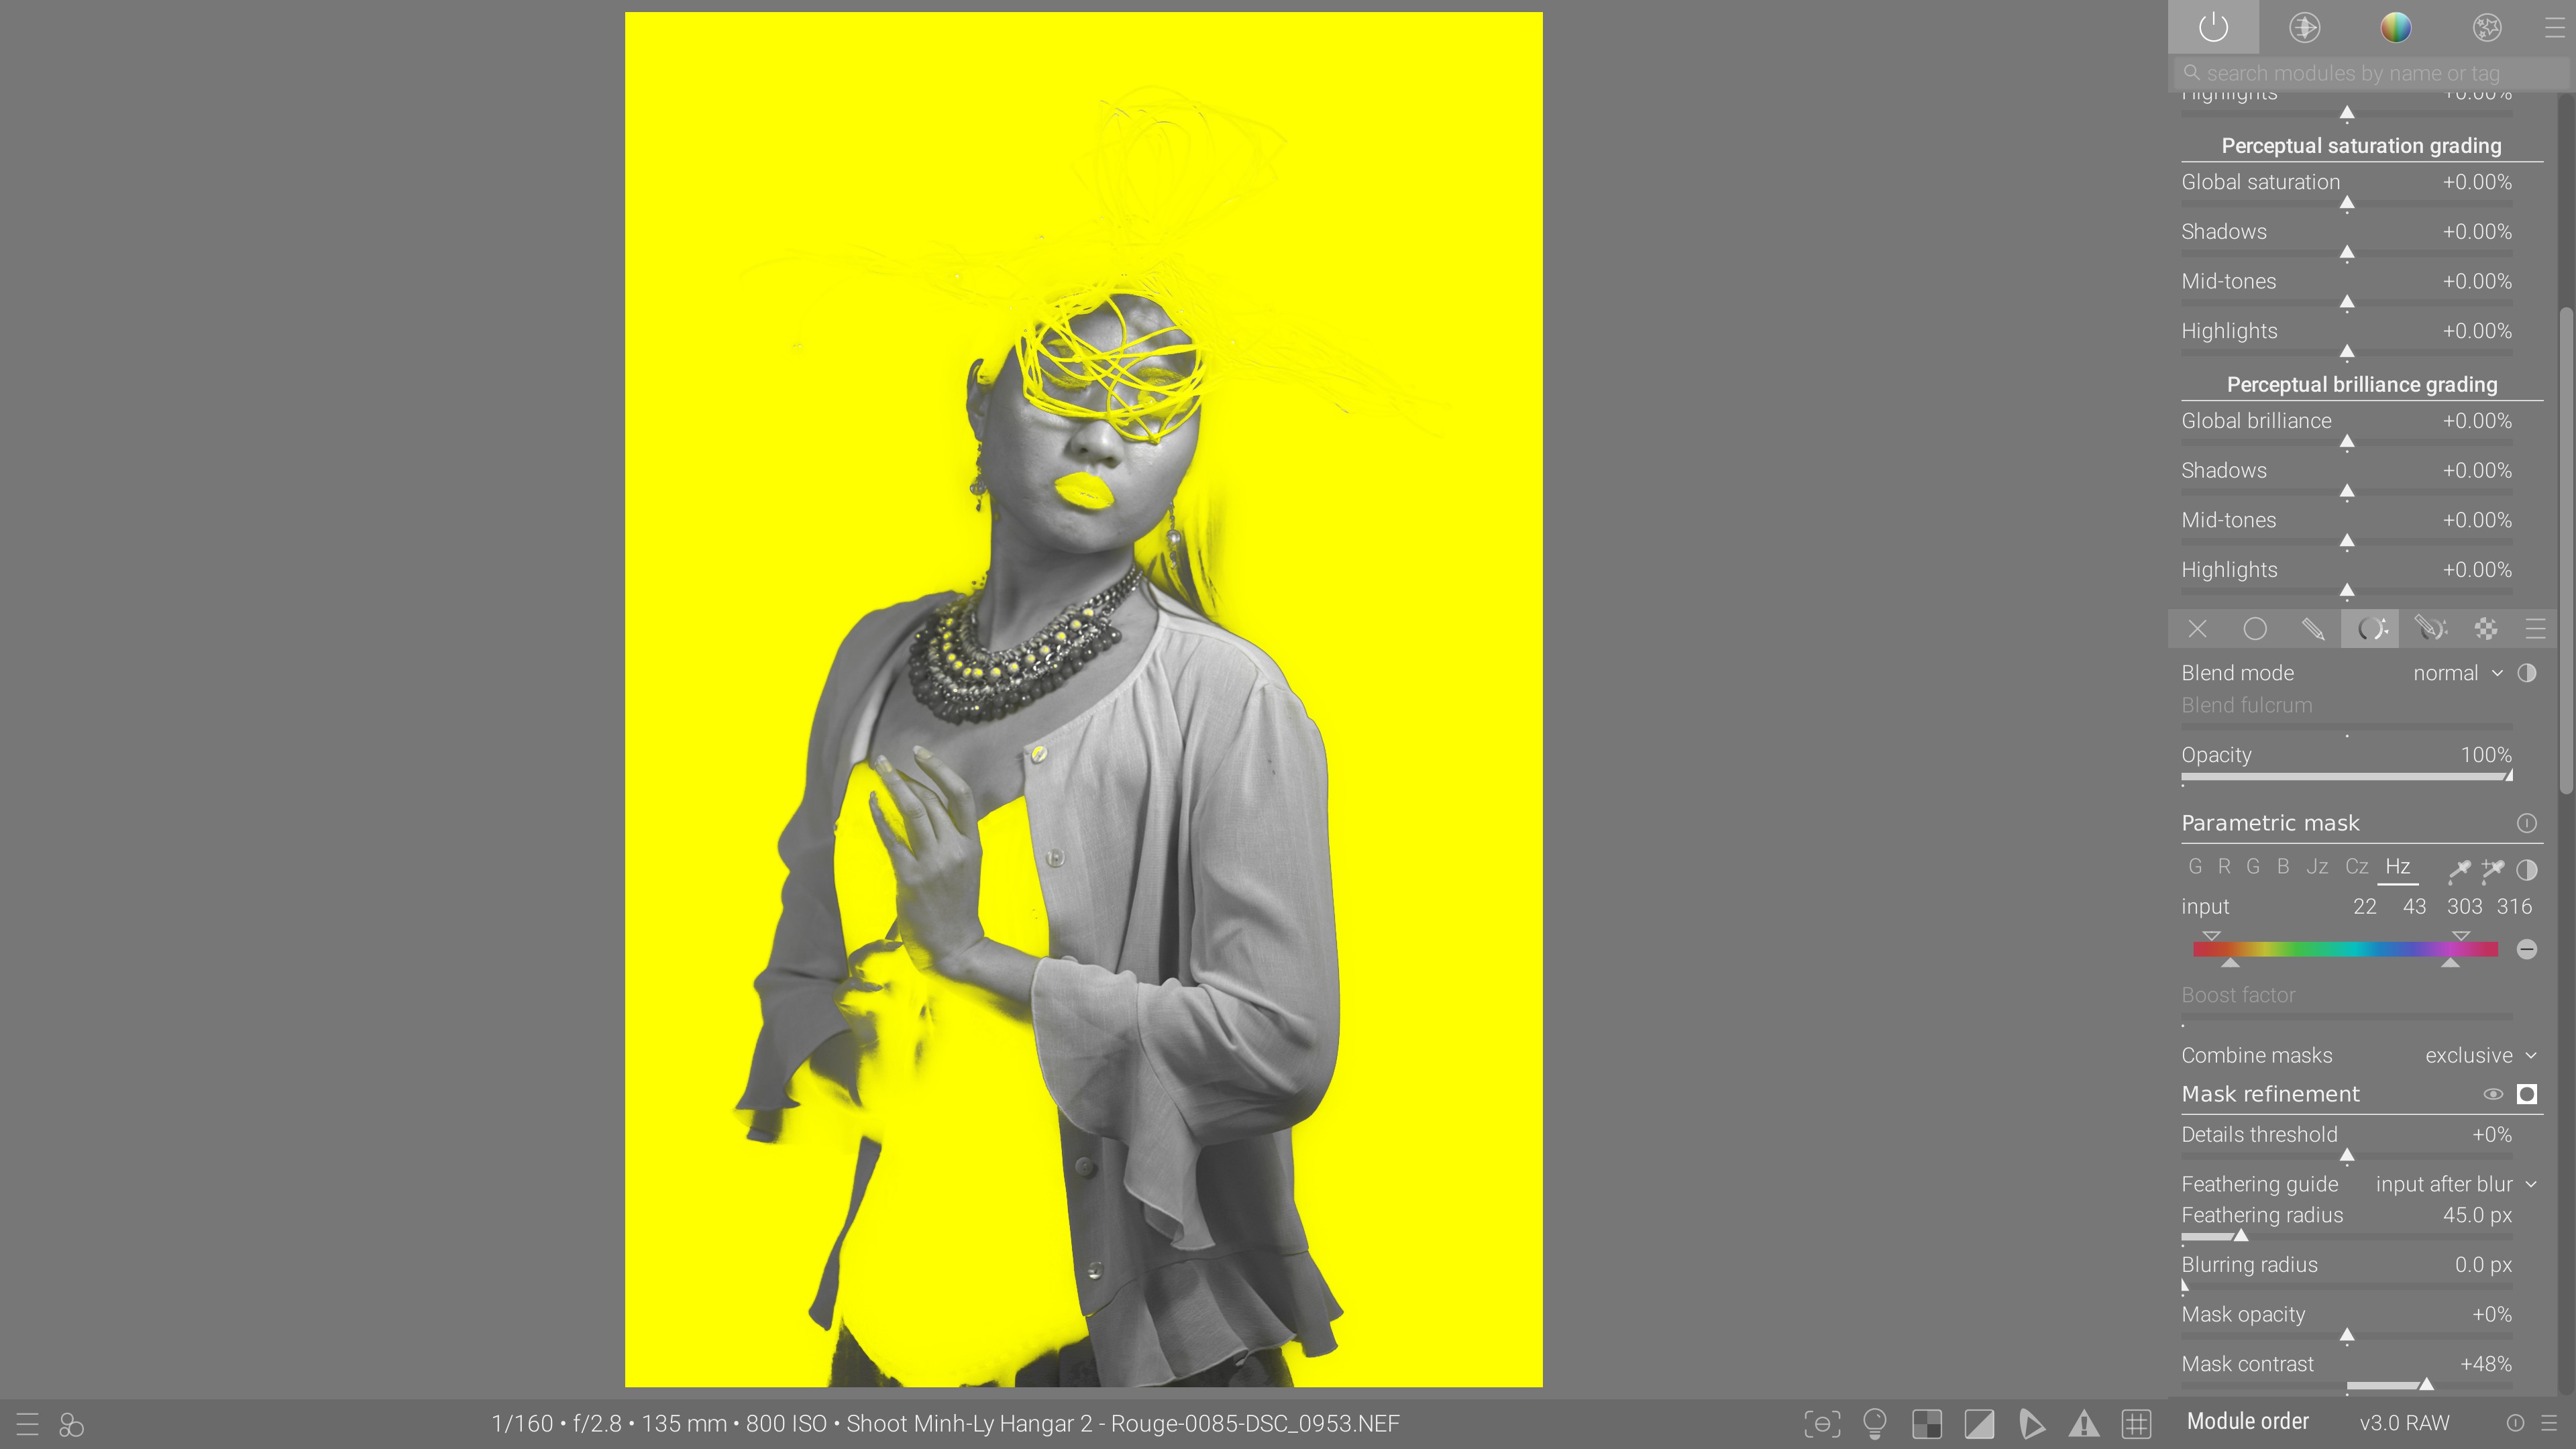 search modules by name or tag
Highlights +0.00%
Perceptual saturation grading
Global saturation +0.00%
Shadows +0.00%
Mid-tones +0.00%
Highlights +0.00%
Perceptual brilliance grading
Global brilliance +0.00%
Shadows +0.00%
Mid-tones +0.00%
Highlights +0.00%
Blend mode normal
Blend fulcrum
Opacity 100%
Parametric mask
G R G B Jz Cz Hz
input 22 43 303 316
Boost factor
Combine masks exclusive
Mask refinement
Details threshold +0%
Feathering guide input after blur
Feathering radius 45.0 px
Blurring radius 0.0 px
Mask opacity +0%
Mask contrast +48%
1/160 • f/2.8 • 135 mm • 800 ISO • Shoot Minh-Ly Hangar 2 - Rouge-0085-DSC_0953.NEF
Module order v3.0 RAW